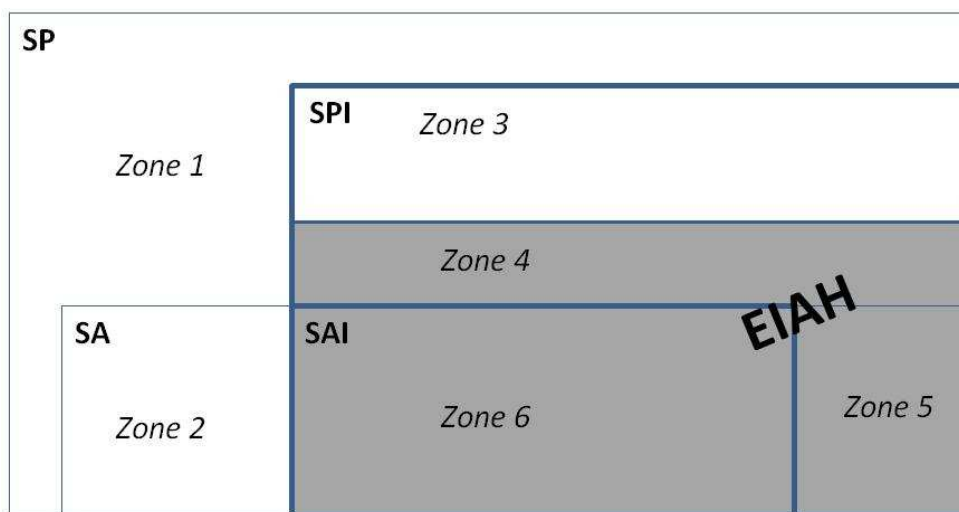 SP
SPI
Zone 3
Zone 1
Zone 4
EIAH
SA
SAI
Zone 2
Zone 6
Zone 5